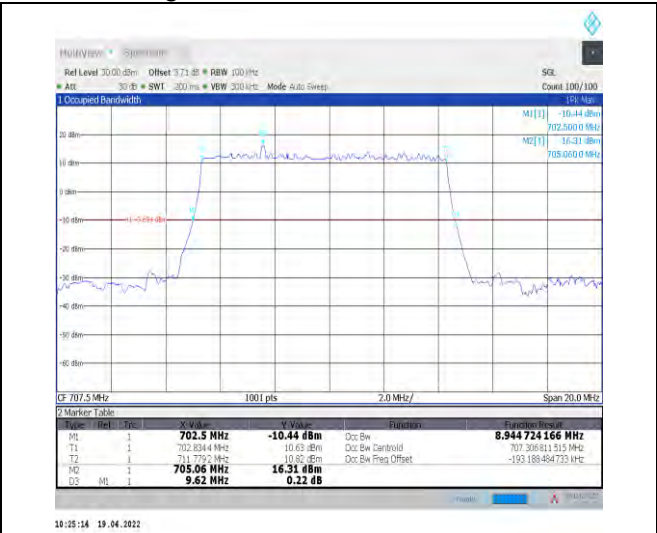 MultiView Spectrum
Ref Level 30.00 dBm Offset 3.71 dB RBW 100 kHz SGL
Att 30 dB SWT 200 ms VBW 300 kHz Mode Auto Sweep Count 100/100
1 Occupied Bandwidth 1Pk Max
M1[1] -10.44 dBm
702.5000 MHz
20 dBm M2[1] 16.31 dBm
705.0600 MHz
10 dBm
0 dBm
-10 dBm
-20 dBm
-30 dBm
-40 dBm
-50 dBm
-60 dBm
CF 707.5 MHz 1001 pts 2.0 MHz/ Span 20.0 MHz
2 Marker Table
Type Ref Trc X-Value Y-Value Function Function Result
M1 1 702.5 MHz -10.44 dBm Occ Bw 8.944 724 166 MHz
T1 1 702.8344 MHz 10.63 dBm Occ Bw Centroid 707.306 811 515 MHz
T2 1 711.7792 MHz 10.82 dBm Occ Bw Freq Offset -193.188 484 733 kHz
M2 1 705.06 MHz 16.31 dBm
D3 M1 1 9.62 MHz 0.22 dB
10:25:14 19.04.2022